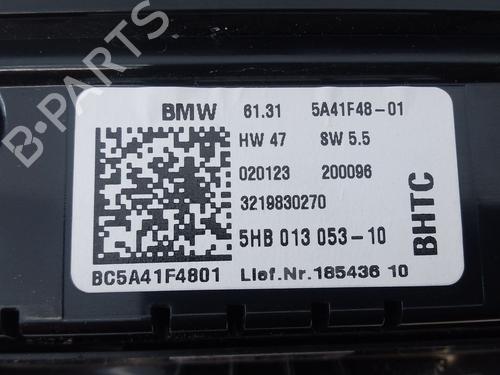 BMW 61.31 5A41F48-01
HW 47 SW 5.5
020123 200096
3219830270
5HB 013 053-10
BC5A41F4801 Lief.Nr.185436 10
BHTC
B-PARTS